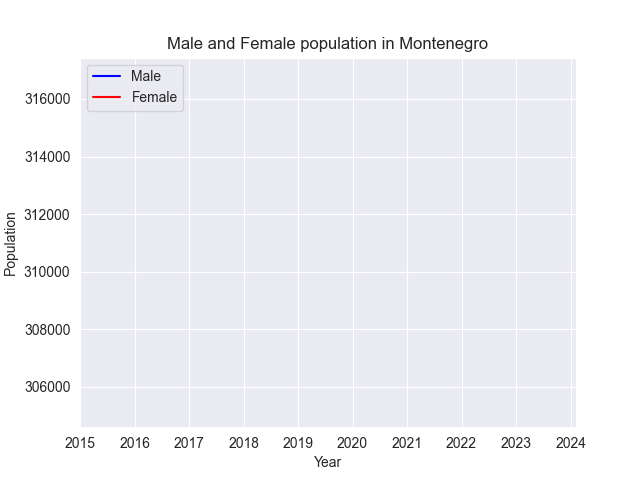 Male and Female population in Montenegro
Male
Female
316000
314000
312000
310000
308000
306000
Population
2015 2016 2017 2018 2019 2020 2021 2022 2023 2024
Year